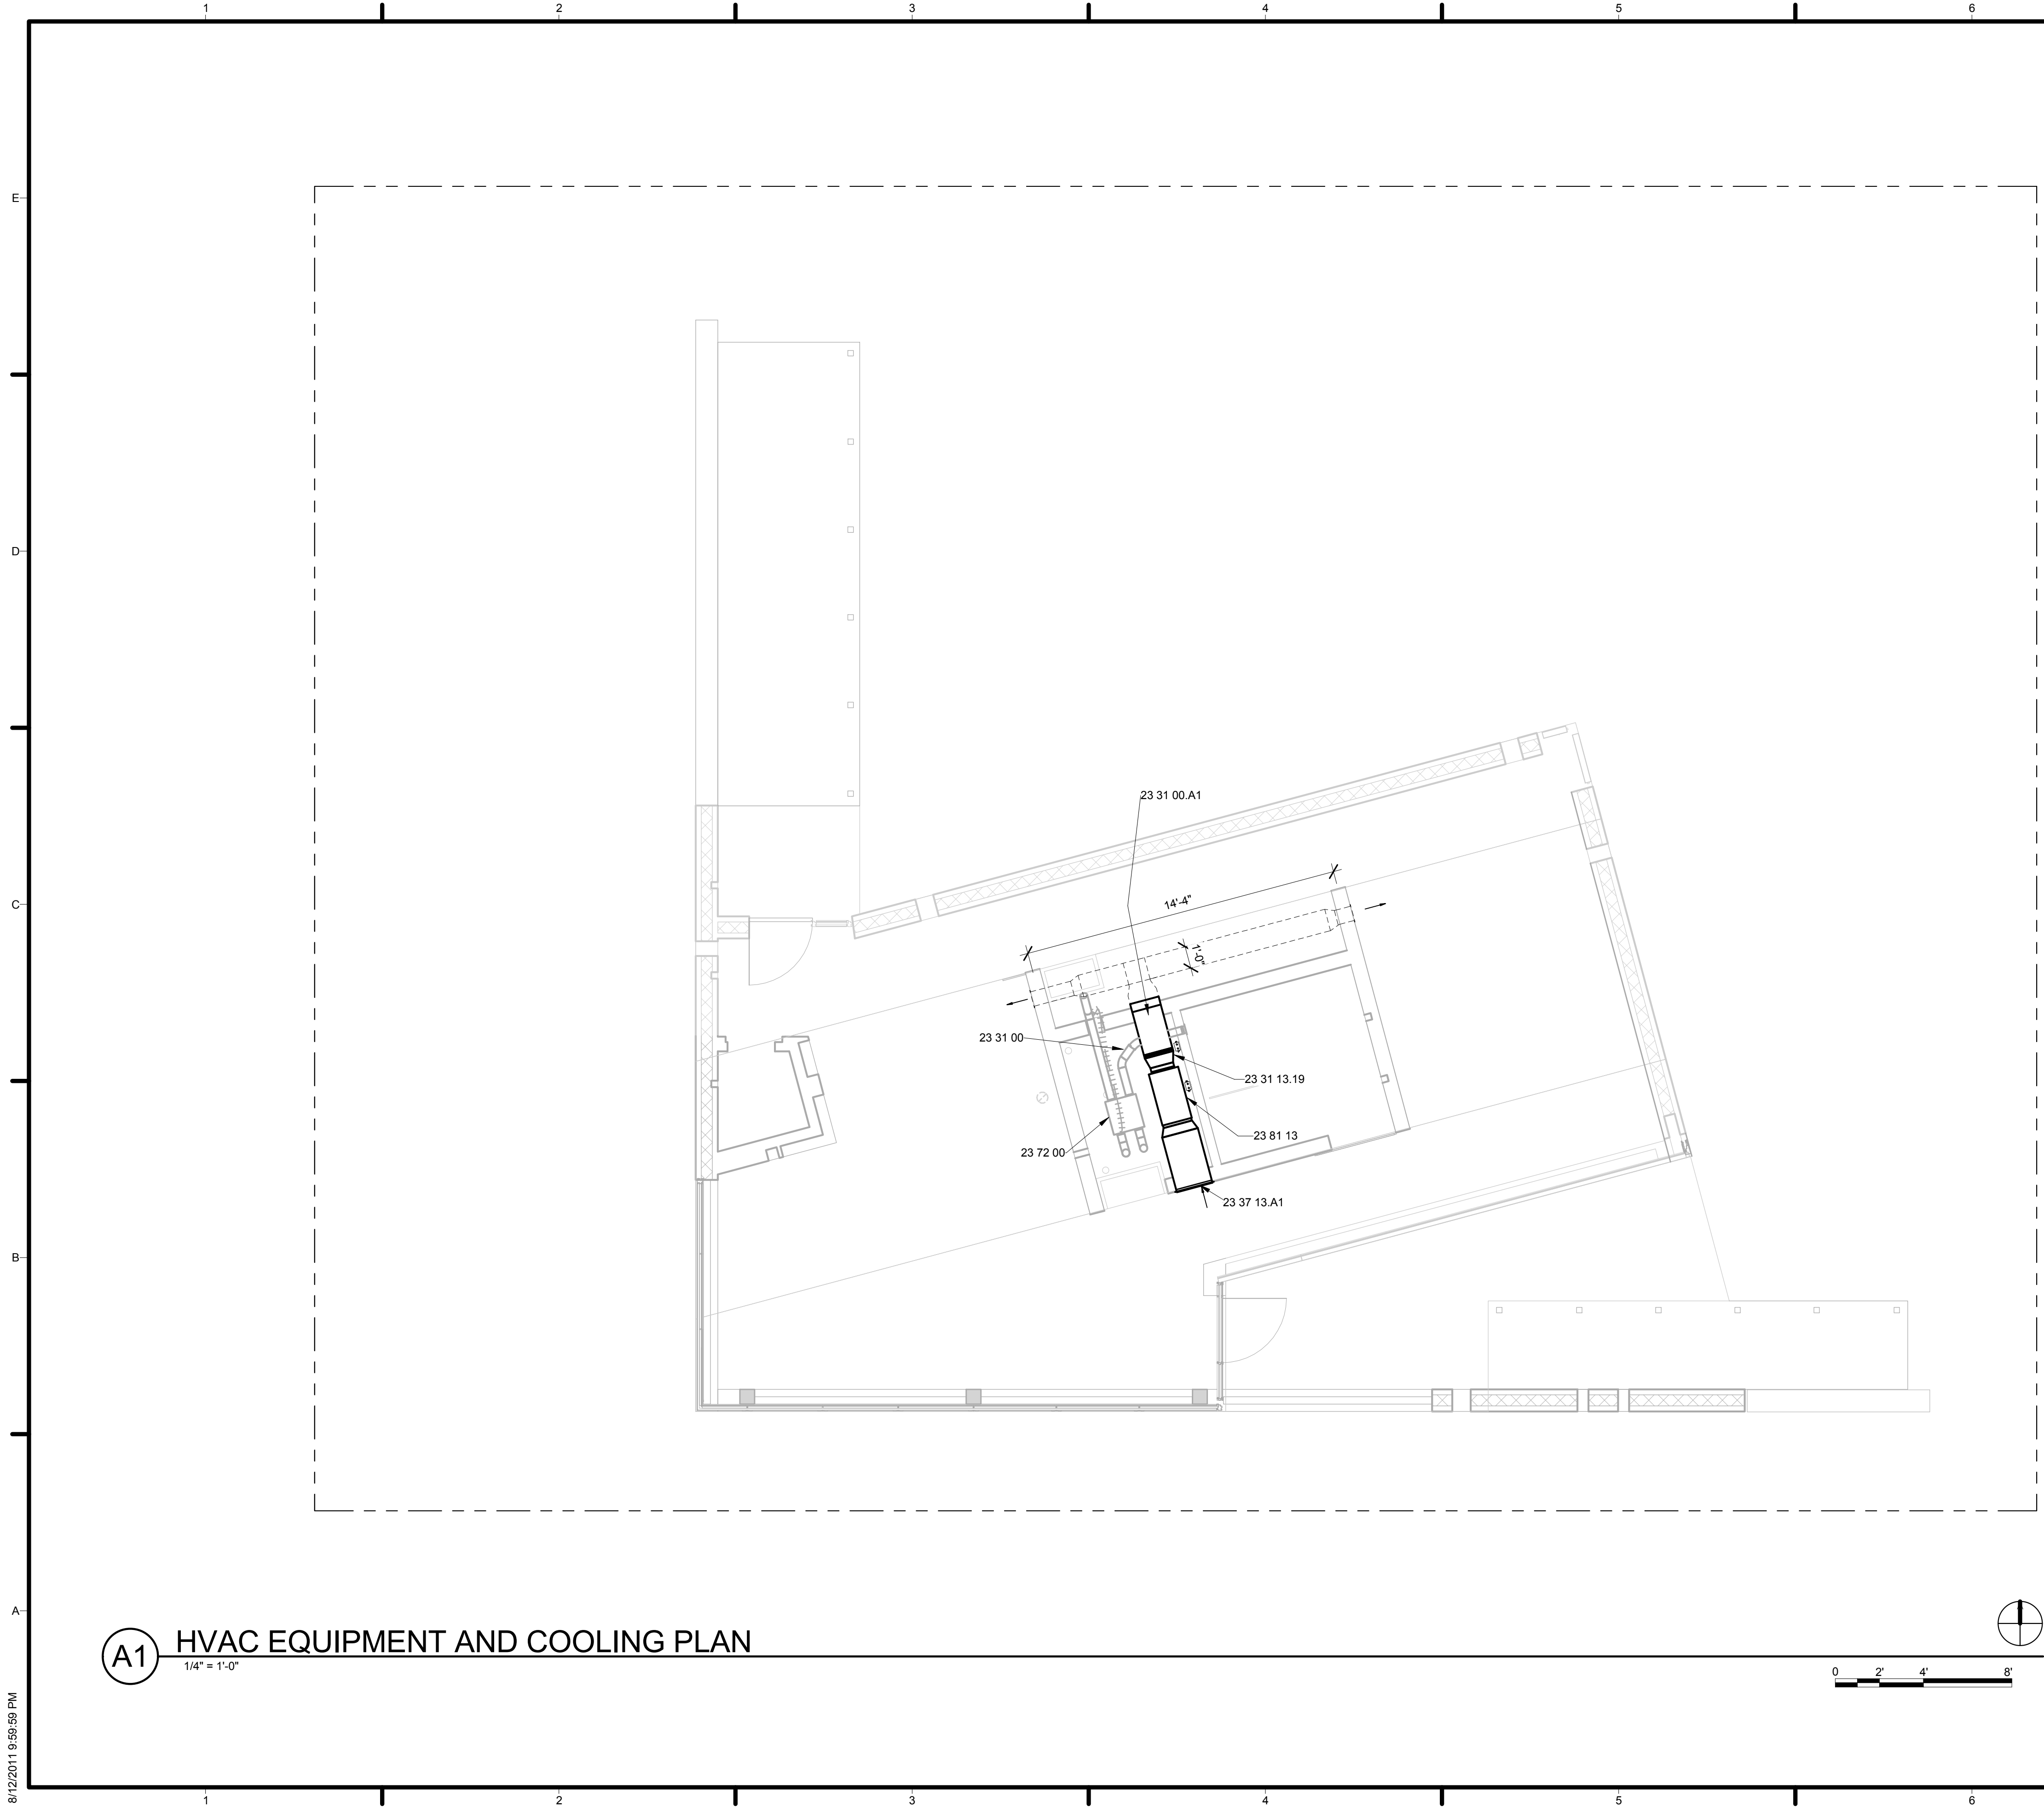 1 2 3 4 5 6
E
D
C
B
A
23 31 00.A1
14'-4"
1'-0"
23 31 00
23 31 13.19
23 81 13
23 72 00
23 37 13.A1
A1
HVAC EQUIPMENT AND COOLING PLAN
1/4" = 1'-0"
0 2' 4' 8'
8/12/2011 9:59:59 PM
1 2 3 4 5 6